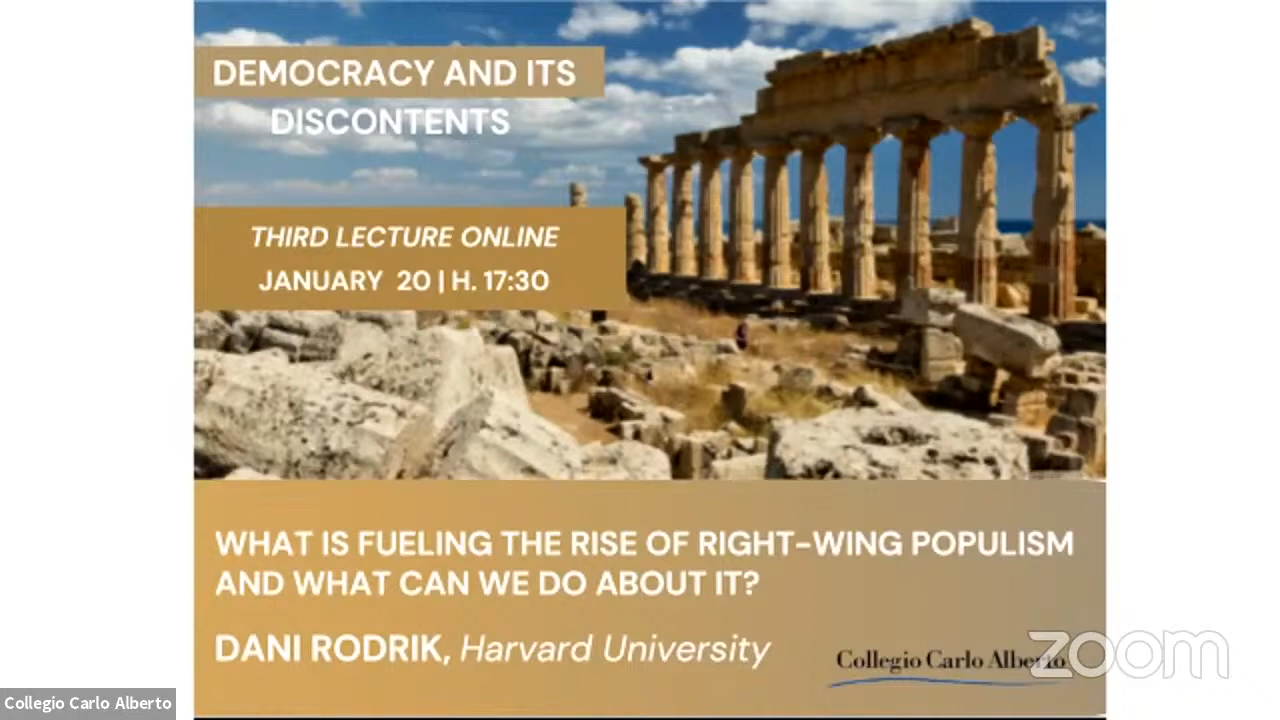 DEMOCRACY AND ITS
DISCONTENTS
THIRD LECTURE ONLINE
JANUARY 20 | H. 17:30
WHAT IS FUELING THE RISE OF RIGHT-WING POPULISM
AND WHAT CAN WE DO ABOUT IT?
DANI RODRIK, Harvard University
Collegio Carlo Alberto
zoom
Collegio Carlo Alberto